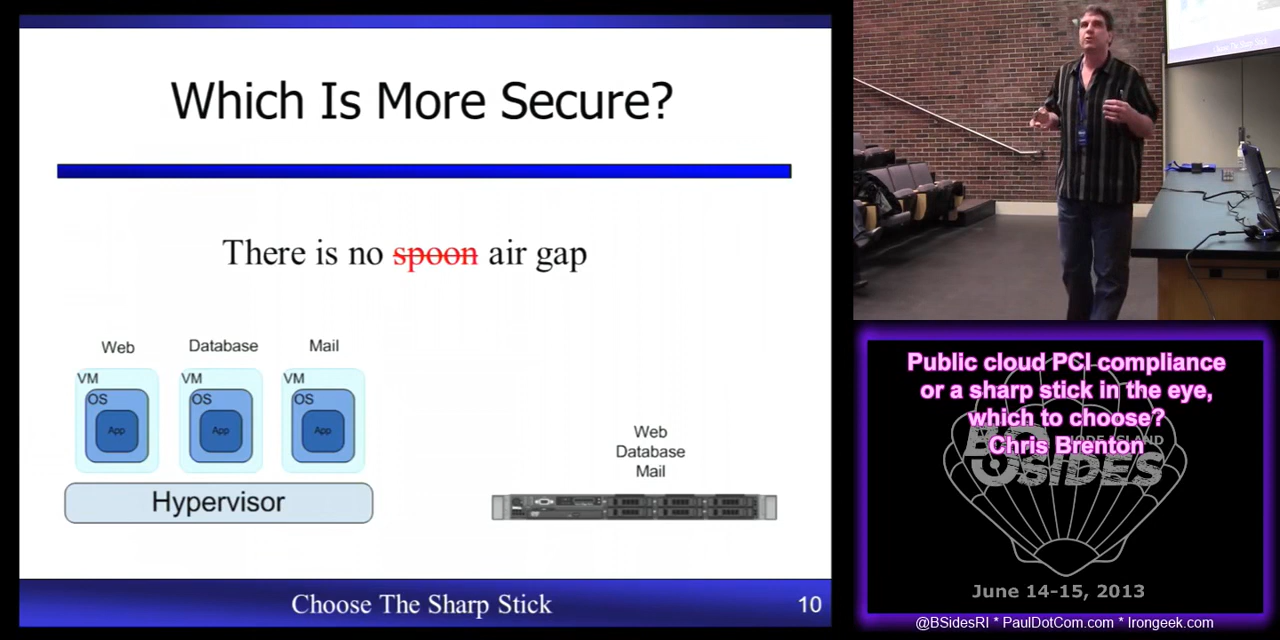 Which Is More Secure?
There is no spoon air gap
Web
Database
Mail
VM
VM
VM
OS
OS
OS
App
App
App
Hypervisor
Web
Database
Mail
Choose The Sharp Stick
10
Public cloud PCI compliance
or a sharp stick in the eye,
which to choose?
Chris Brenton
SIDES
June 14-15, 2013
@BSidesRI * PaulDotCom.com * Irongeek.com